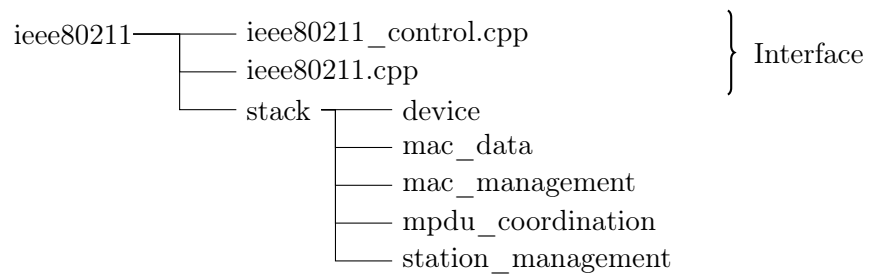 ieee80211
ieee80211_control.cpp
ieee80211.cpp
Interface
stack
device
mac_data
mac_management
mpdu_coordination
station_management